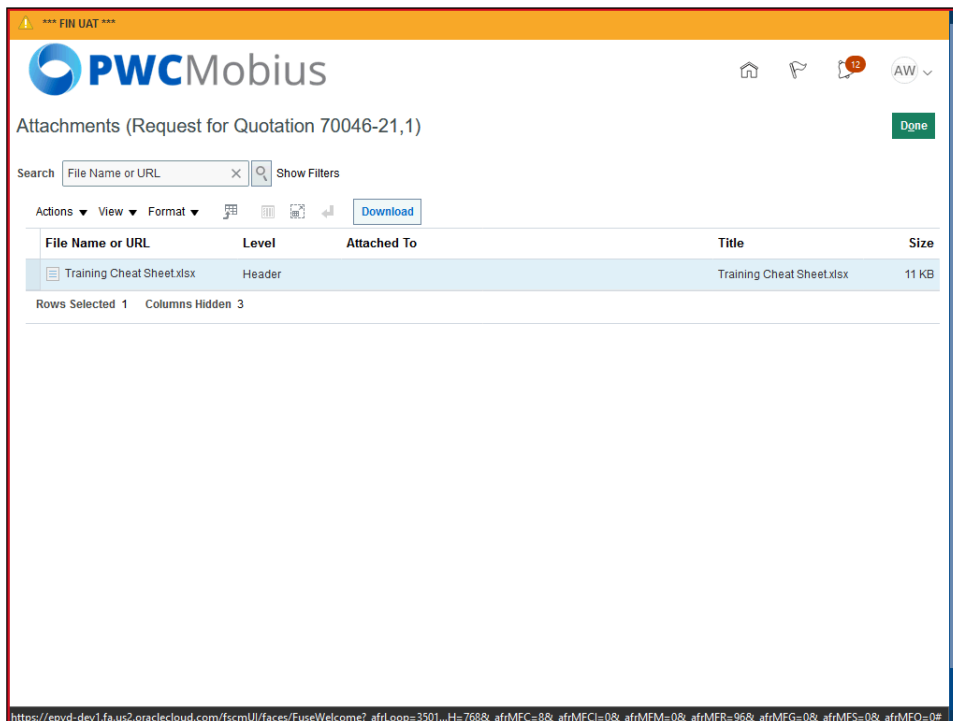 *** FIN UAT ***
PWCMobius
12
AW
Attachments (Request for Quotation 70046-21,1)
Done
Search File Name or URL Show Filters
Actions View Format Download
File Name or URL Level Attached To Title Size
Training Cheat Sheet.xlsx Header Training Cheat Sheet.xlsx 11 KB
Rows Selected 1 Columns Hidden 3
https://epyd-dev1.fa.us2.oraclecloud.com/fscmUI/faces/FuseWelcome?_afrLoop=3501...H=768&_afrMFC=8&_afrMFCI=0&_afrMFM=0&_afrMFR=96&_afrMFG=0&_afrMFS=0&_afrMFO=0#